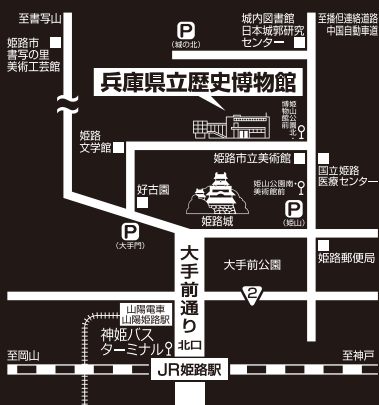 至書写山
P
(城の北)
城内図書館
日本城郭研究
センター
至播但連絡道路
中国自動車道
姫路市
書写の里
美術工芸館
兵庫県立歴史博物館
姫山公園北・
博物館前
姫路
文学館
姫路市立美術館
国立姫路
医療センター
好古園
姫山公園南・
美術館前
P
(姫山)
姫路城
P
(大手門)
大手前通り
大手前公園
姫路郵便局
2
山陽電車
山陽姫路駅
神姫バス
ターミナル
北口
至岡山
JR姫路駅
至神戸